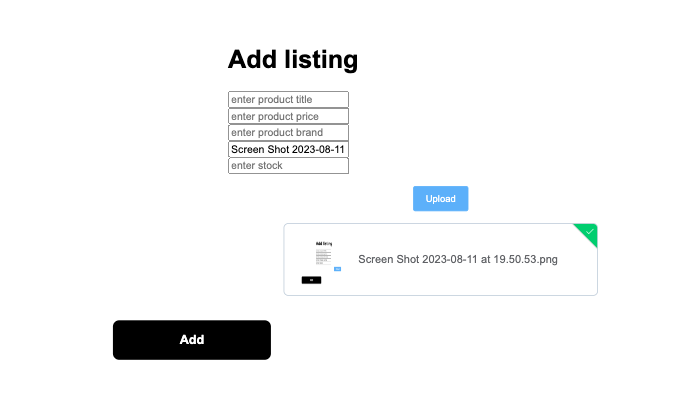 Add listing
enter product title
enter product price
enter product brand
Screen Shot 2023-08-11
enter stock
Upload
Add listing
Screen Shot 2023-08-11 at 19.50.53.png
Add